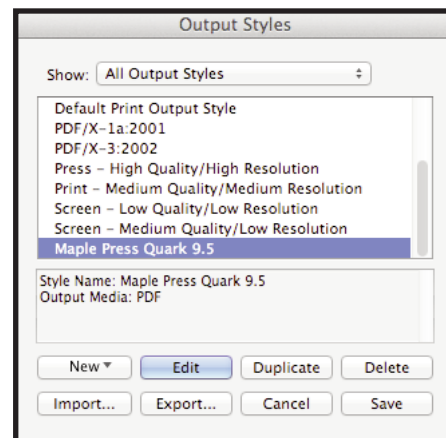 Output Styles
Show: All Output Styles
Default Print Output Style
PDF/X-1a:2001
PDF/X-3:2002
Press – High Quality/High Resolution
Print – Medium Quality/Medium Resolution
Screen – Low Quality/Low Resolution
Screen – Medium Quality/Low Resolution
Maple Press Quark 9.5
Style Name: Maple Press Quark 9.5
Output Media: PDF
New Edit Duplicate Delete
Import... Export... Cancel Save